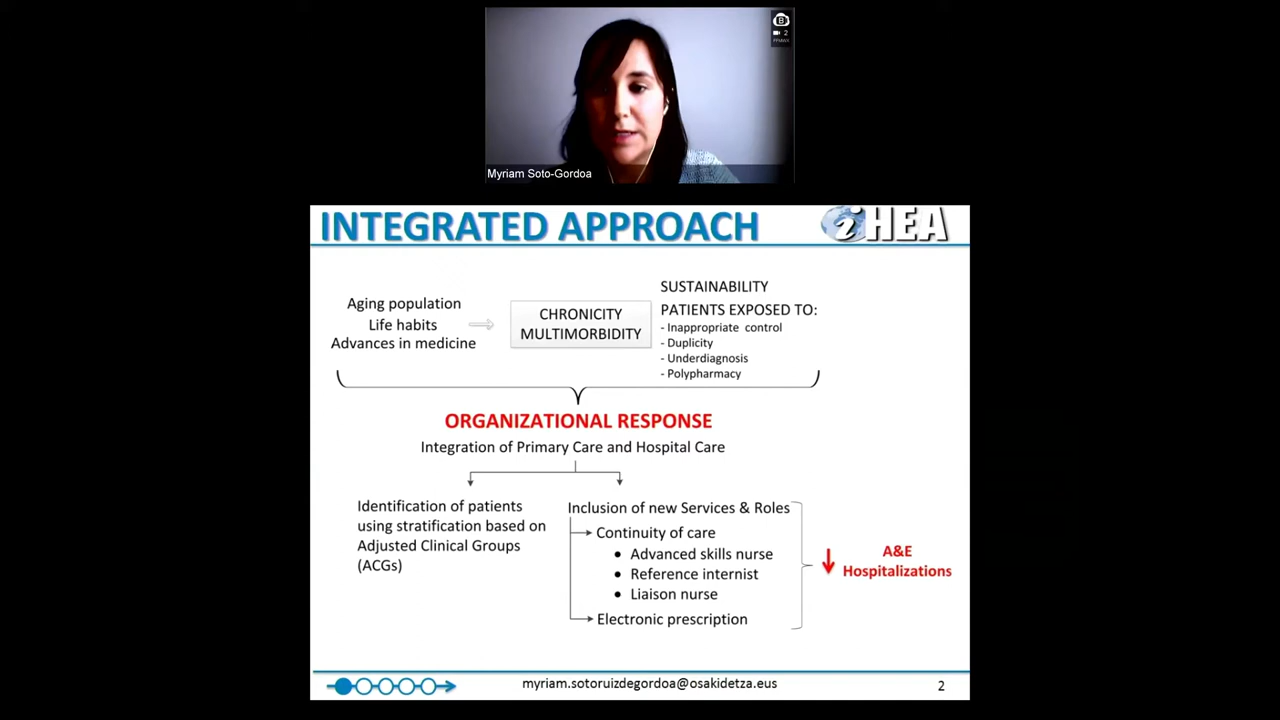 B
2
Myriam Soto-Gordoa
INTEGRATED APPROACH
iHEA
Aging population
Life habits
Advances in medicine
CHRONICITY
MULTIMORBIDITY
SUSTAINABILITY
PATIENTS EXPOSED TO:
- Inappropriate control
- Duplicity
- Underdiagnosis
- Polypharmacy
ORGANIZATIONAL RESPONSE
Integration of Primary Care and Hospital Care
Identification of patients
using stratification based on
Adjusted Clinical Groups
(ACGs)
Inclusion of new Services & Roles
Continuity of care
• Advanced skills nurse
• Reference internist
• Liaison nurse
Electronic prescription
A&E
Hospitalizations
myriam.sotoruizdegordoa@osakidetza.eus
2